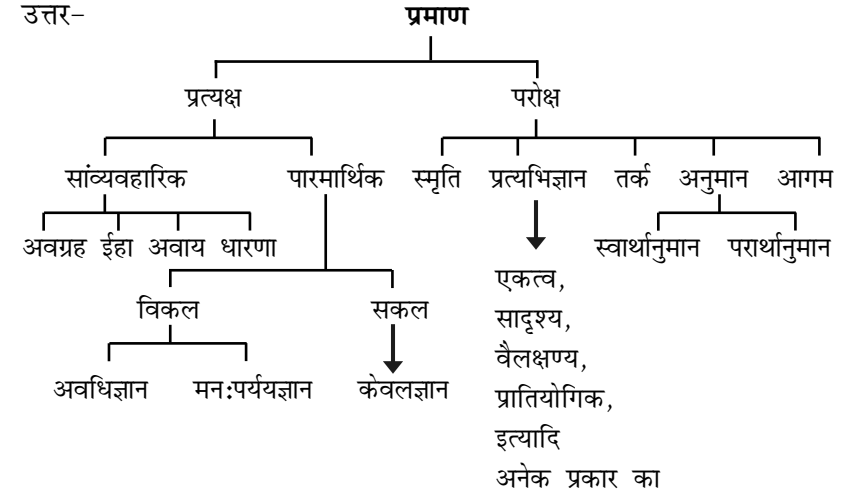 उत्तर- प्रमाण
प्रत्यक्ष परोक्ष
सांव्यवहारिक पारमार्थिक स्मृति प्रत्यभिज्ञान तर्क अनुमान आगम
अवग्रह ईहा अवाय धारणा स्वार्थानुमान परार्थानुमान
एकत्व,
विकल सकल सादृश्य,
वैलक्षण्य,
अवधिज्ञान मन:पर्ययज्ञान केवलज्ञान प्रातियोगिक,
इत्यादि
अनेक प्रकार का